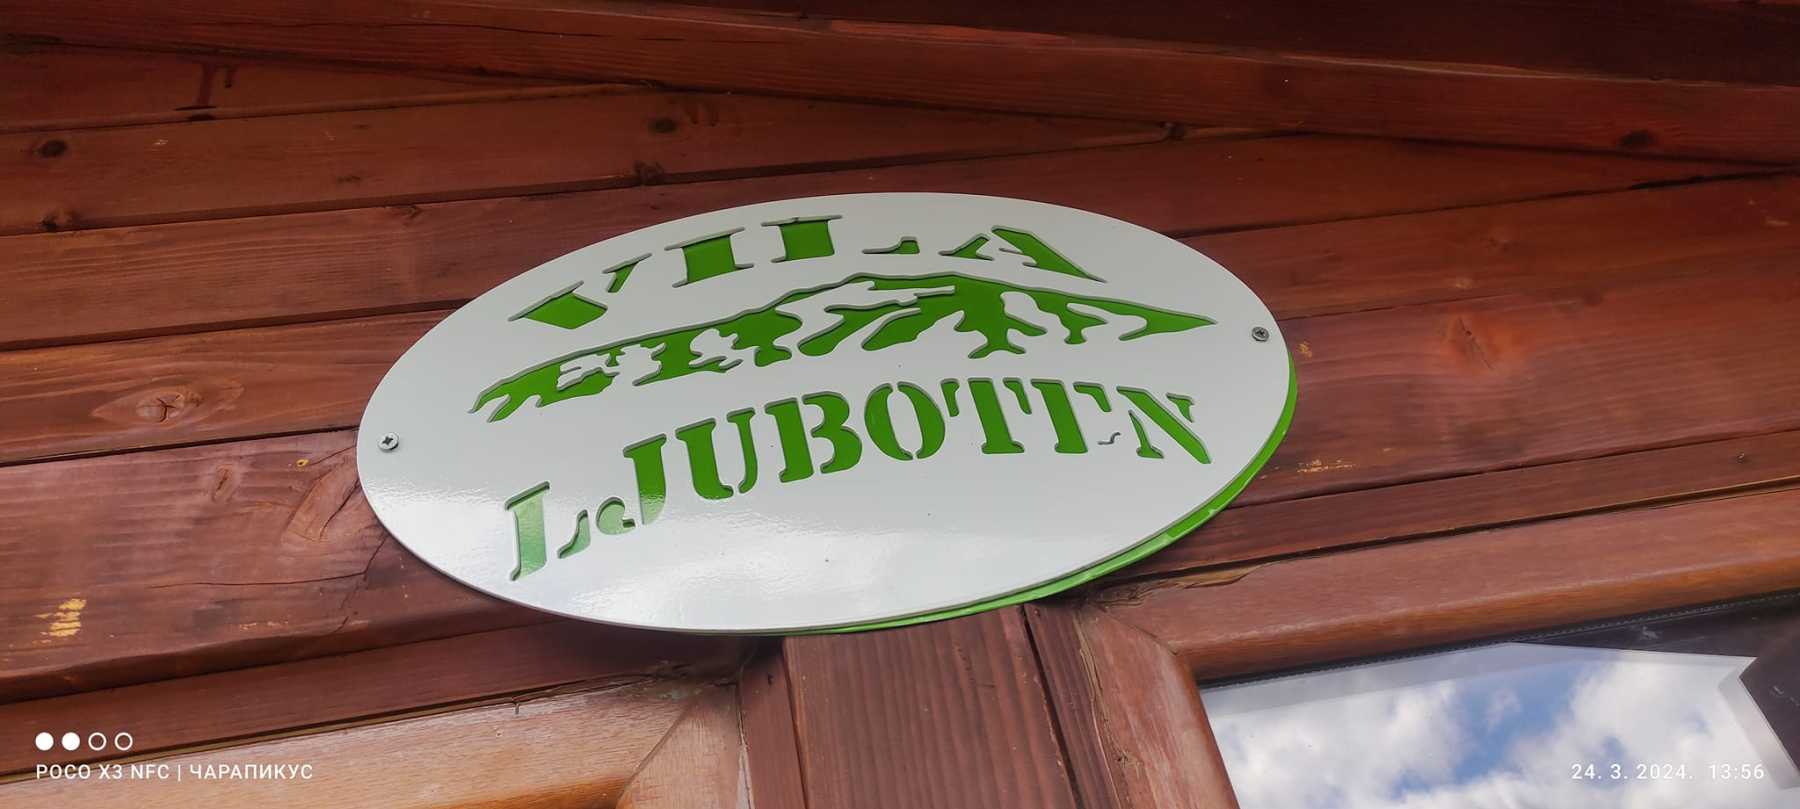 VILA
LJUBOTEN
POCO X3 NFC | ЧАРАПИКУС
24. 3. 2024. 13:56